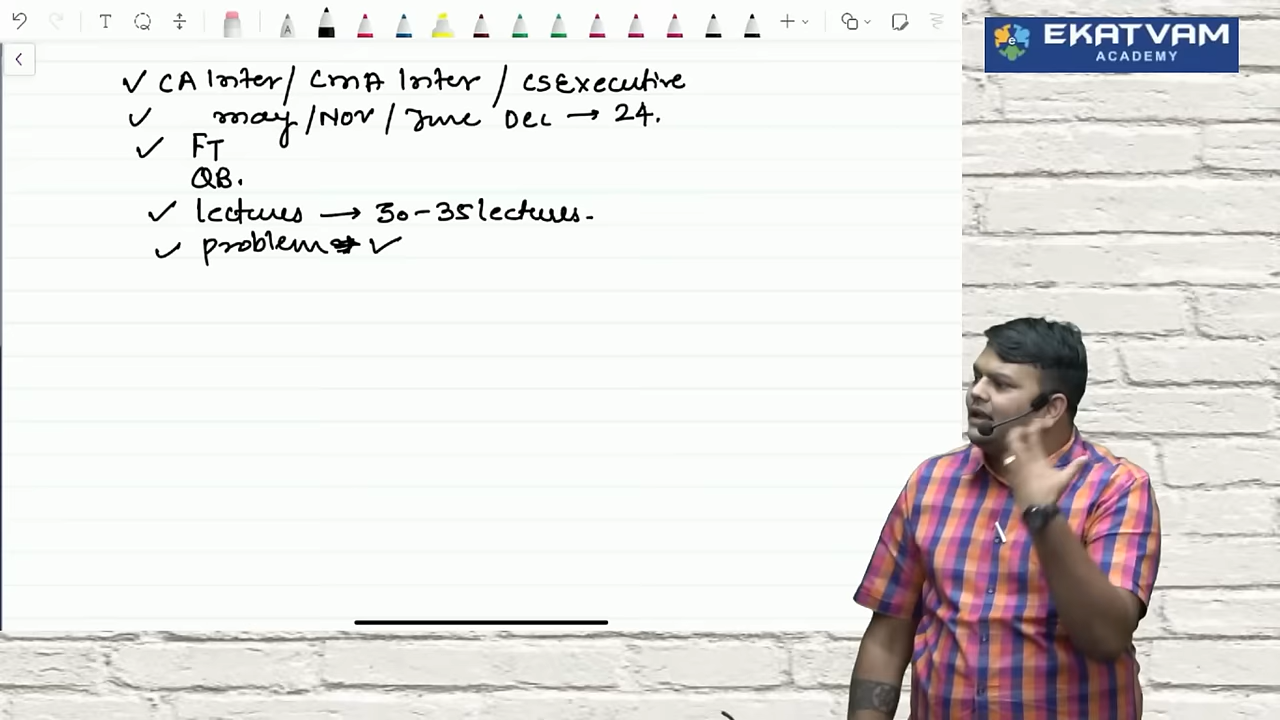 EKATVAM
ACADEMY
✓ CA Inter / CMA Inter / CS Executive
✓ may / Nov / June Dec → 24.
✓ FT
QB.
✓ lectures → 30-35 lectures.
✓ problem → ✓